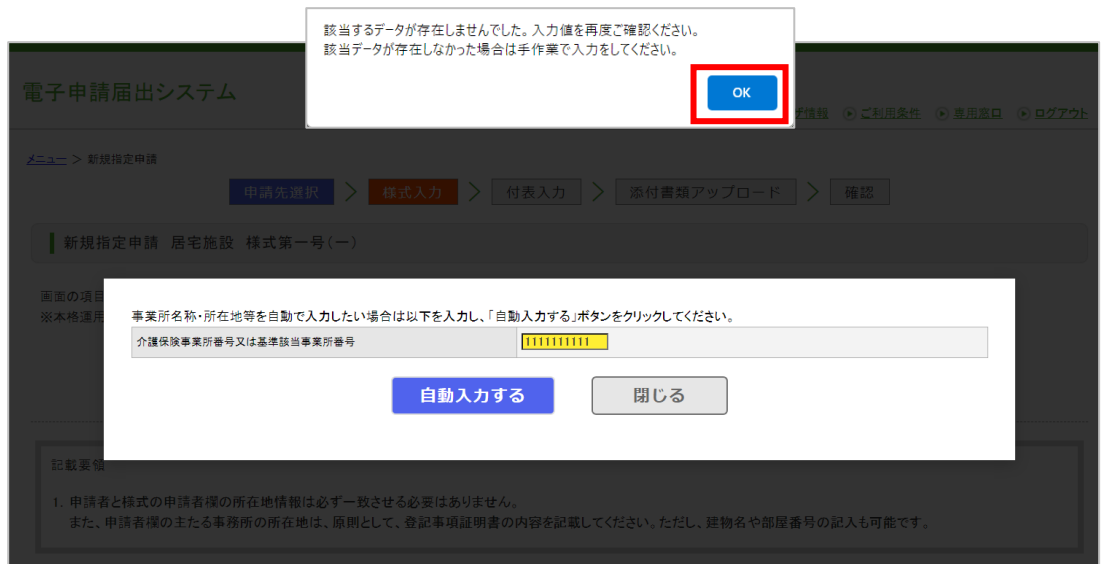 該当するデータが存在しませんでした。入力値を再度ご確認ください。
該当データが存在しなかった場合は手作業で入力をしてください。
OK
電子申請届出システム
情報 ご利用条件 専用窓口 ログアウト
メニュー > 新規指定申請
申請先選択 > 様式入力 > 付表入力 > 添付書類アップロード > 確認
新規指定申請 居宅施設 様式第一号(一)
画面の項目
※本格運用
事業所名称・所在地等を自動で入力したい場合は以下を入力し、「自動入力する」ボタンをクリックしてください。
介護保険事業所番号又は基準該当事業所番号 1111111111
自動入力する 閉じる
記載要領
1. 申請者と様式の申請者欄の所在地情報は必ず一致させる必要はありません。
また、申請者欄の主たる事務所の所在地は、原則として、登記事項証明書の内容を記載してください。ただし、建物名や部屋番号の記入も可能です。